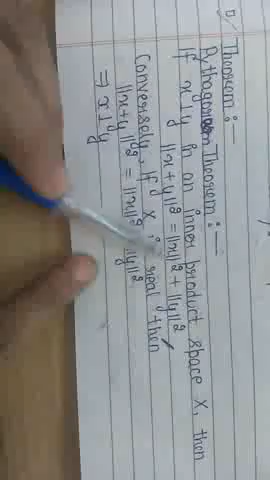 Theorem :-
Pythagorean Theorem :-
If x⊥y in an inner product space X, then
||x+y||² = ||x||² + ||y||²
Conversely, If X is real then
||x+y||² = ||x||² ||y||²
⇒ x⊥y